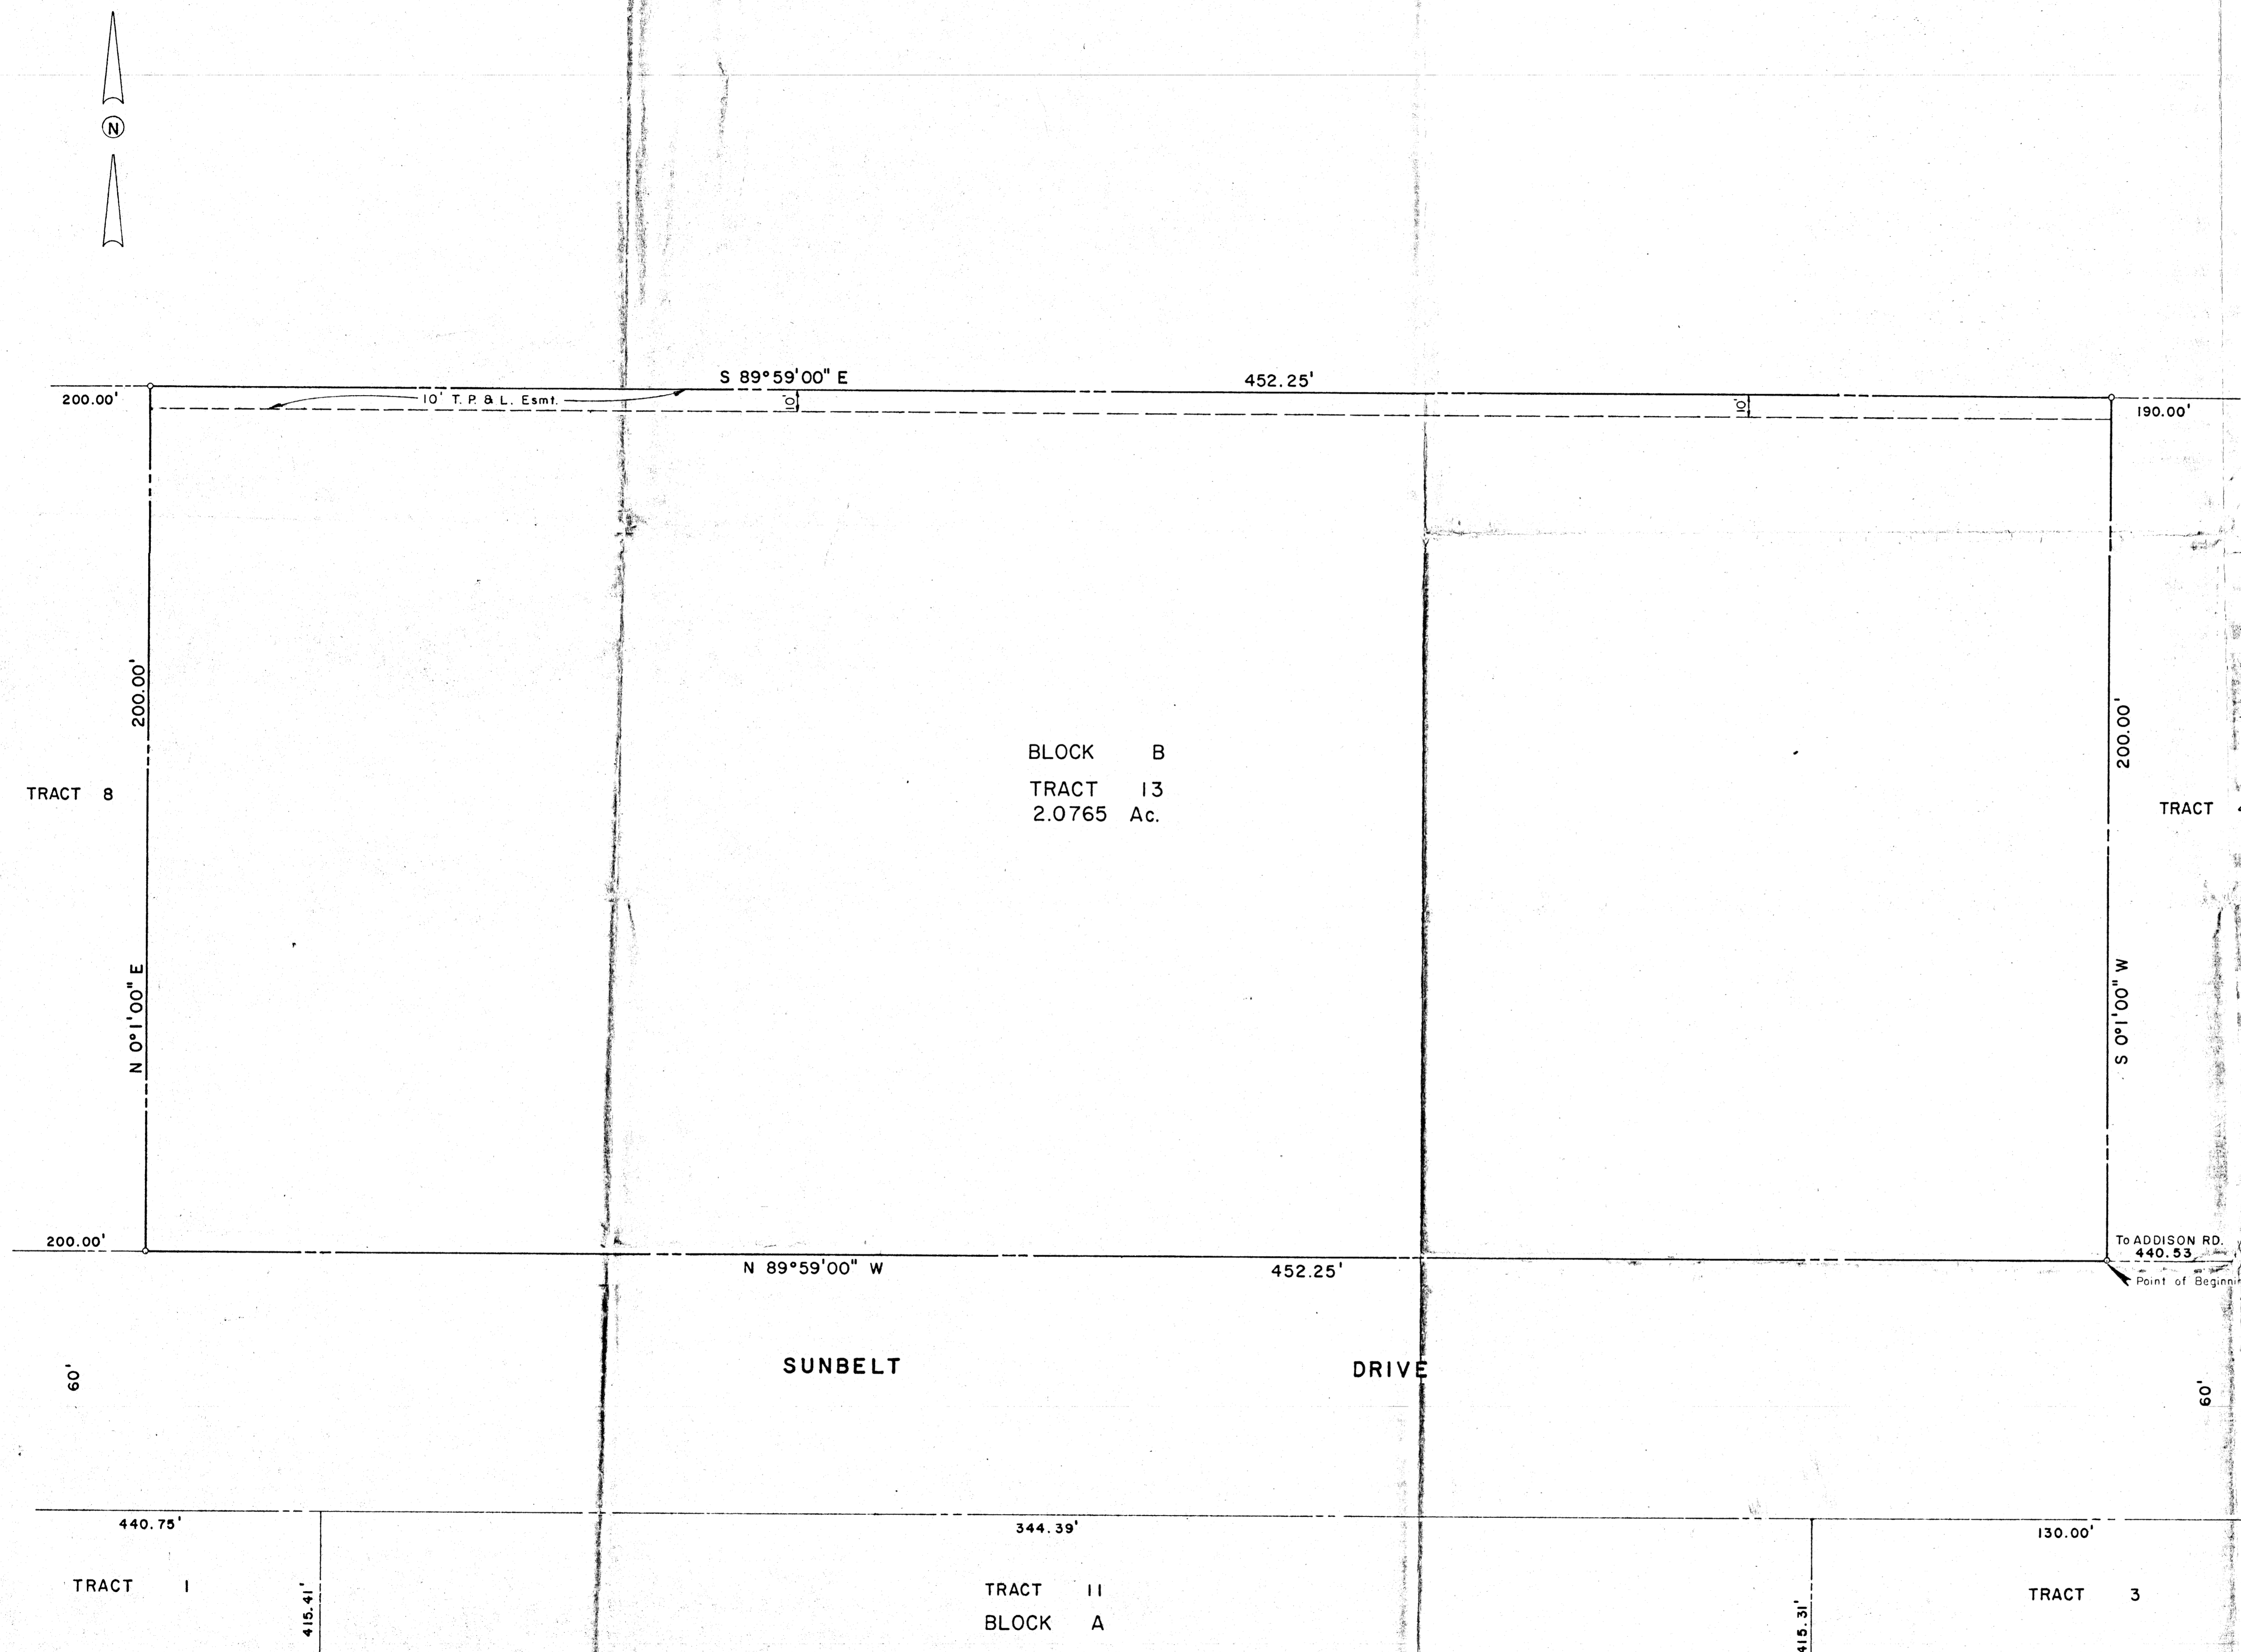 N
S 89°59'00" E
452.25'
200.00'
10' T. P. & L. Esmt.
10'
10'
190.00'
200.00'
N 0°1'00" E
200.00'
S 0°1'00" W
BLOCK B
TRACT 13
2.0765 Ac.
TRACT 8
TRACT
200.00'
N 89°59'00" W
452.25'
To ADDISON RD.
440.53
Point of
60'
SUNBELT DRIVE
60'
440.75'
344.39'
130.00'
TRACT 1
415.41'
TRACT 11
BLOCK A
415.31'
TRACT 3